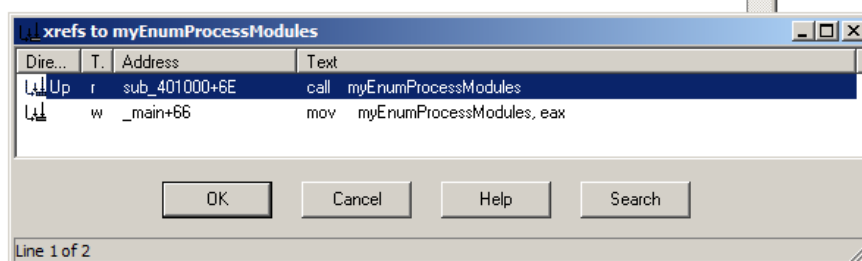 xrefs to myEnumProcessModules
Dire... T. Address Text
Up r sub_401000+6E call myEnumProcessModules
w _main+66 mov myEnumProcessModules, eax
OK Cancel Help Search
Line 1 of 2